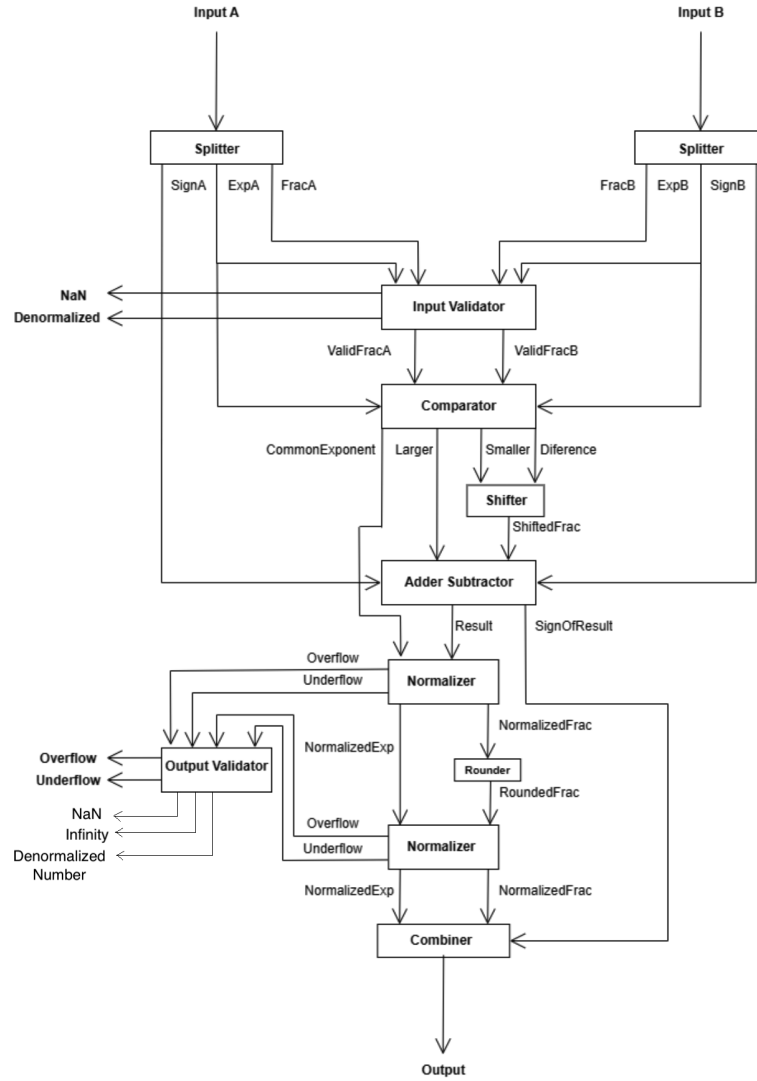 Input A
Input B
Splitter
Splitter
SignA
ExpA
FracA
FracB
ExpB
SignB
NaN
Denormalized
Input Validator
ValidFracA
ValidFracB
Comparator
CommonExponent
Larger
Smaller
Diference
Shifter
ShiftedFrac
Adder Subtractor
Result
SignOfResult
Overflow
Underflow
Normalizer
NormalizedExp
NormalizedFrac
Overflow
Underflow
Output Validator
Rounder
RoundedFrac
NaN
Infinity
Denormalized
Number
Overflow
Underflow
Normalizer
NormalizedExp
NormalizedFrac
Combiner
Output